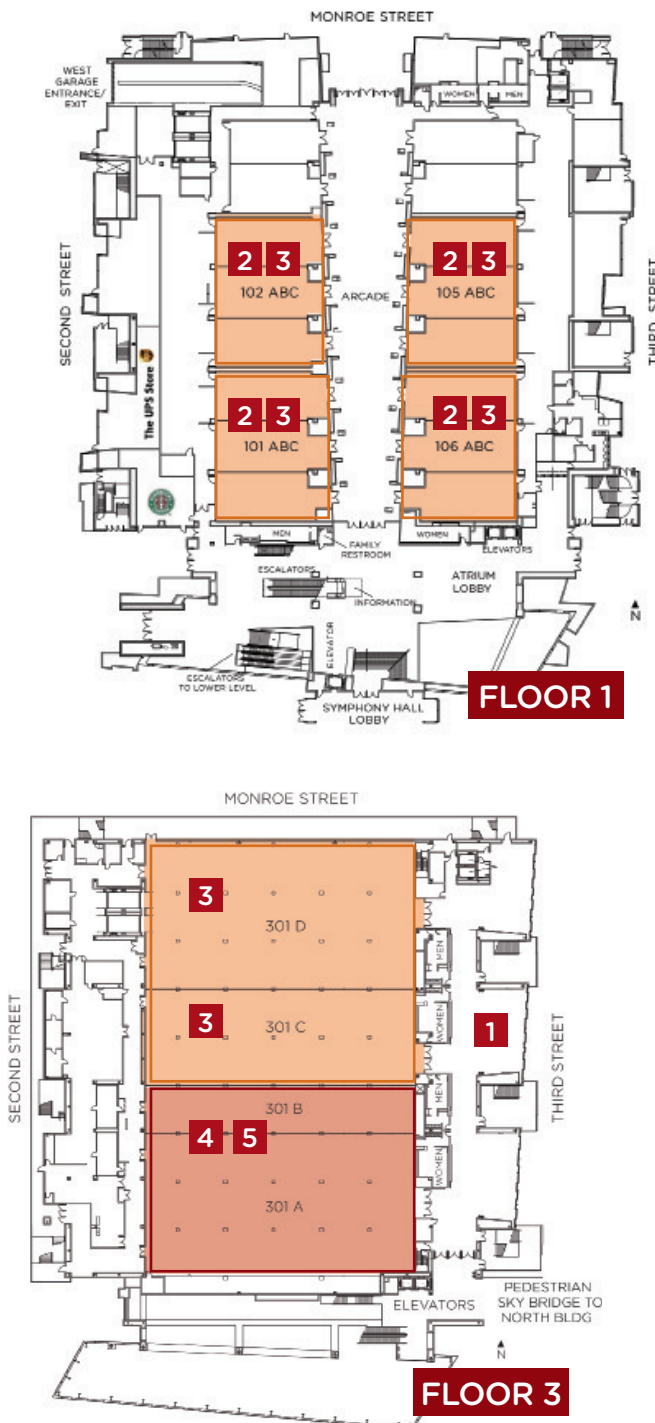 MONROE STREET
WEST
GARAGE
ENTRANCE/
EXIT
WOMEN
MEN
2 3
102 ABC
ARCADE
2 3
105 ABC
SECOND STREET
THIRD STREET
The UPS Store
2 3
101 ABC
2 3
106 ABC
MEN
FAMILY
RESTROOM
WOMEN
ELEVATORS
ESCALATORS
INFORMATION
ATRIUM
LOBBY
N
ELEVATOR
ESCALATORS
TO LOWER LEVEL
SYMPHONY HALL
LOBBY
FLOOR 1
MONROE STREET
3
301 D
MEN
3
301 C
WOMEN
1
SECOND STREET
THIRD STREET
301 B
MEN
4 5
WOMEN
301 A
ELEVATORS
PEDESTRIAN
SKY BRIDGE TO
NORTH BLDG
N
FLOOR 3